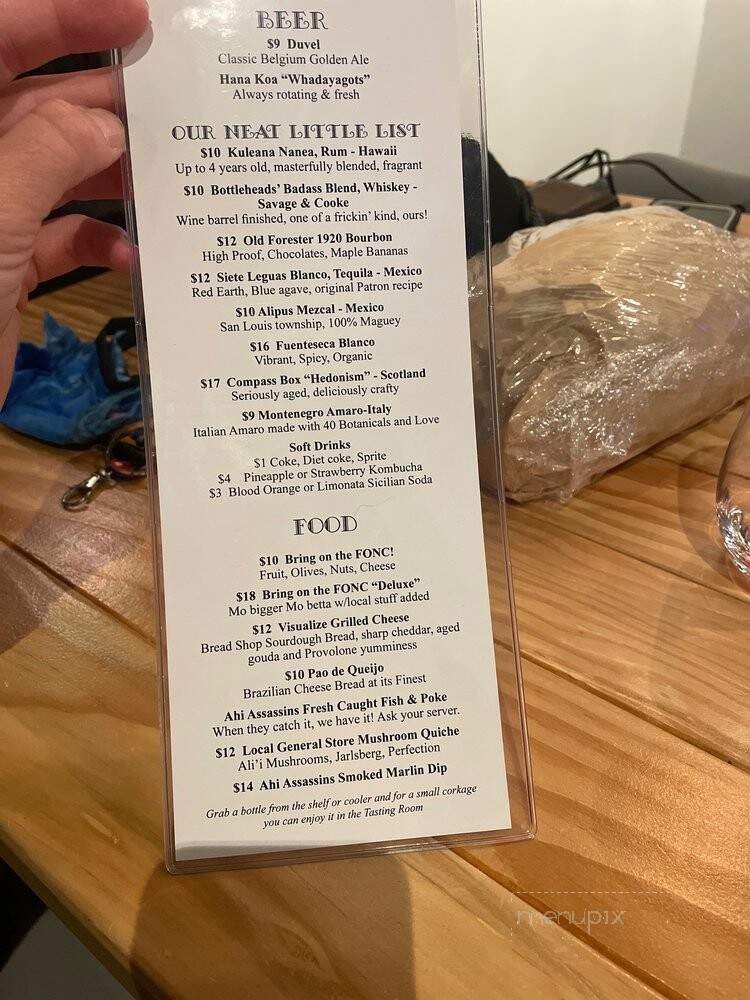 BEER
$9 Duvel
Classic Belgium Golden Ale
Hana Koa “Whadayagots”
Always rotating & fresh
OUR NEAT LITTLE LIST
$10 Kuleana Nanea, Rum - Hawaii
Up to 4 years old, masterfully blended, fragrant
$10 Bottleheads’ Badass Blend, Whiskey -
Savage & Cooke
Wine barrel finished, one of a frickin’ kind, ours!
$12 Old Forester 1920 Bourbon
High Proof, Chocolates, Maple Bananas
$12 Siete Leguas Blanco, Tequila - Mexico
Red Earth, Blue agave, original Patron recipe
$10 Alipus Mezcal - Mexico
San Louis township, 100% Maguey
$16 Fuenteseca Blanco
Vibrant, Spicy, Organic
$17 Compass Box “Hedonism” - Scotland
Seriously aged, deliciously crafty
$9 Montenegro Amaro-Italy
Italian Amaro made with 40 Botanicals and Love
Soft Drinks
$1 Coke, Diet coke, Sprite
$4 Pineapple or Strawberry Kombucha
$3 Blood Orange or Limonata Sicilian Soda
FOOD
$10 Bring on the FONC!
Fruit, Olives, Nuts, Cheese
$18 Bring on the FONC “Deluxe”
Mo bigger Mo betta w/local stuff added
$12 Visualize Grilled Cheese
Bread Shop Sourdough Bread, sharp cheddar, aged
gouda and Provolone yumminess
$10 Pao de Queijo
Brazilian Cheese Bread at its Finest
Ahi Assassins Fresh Caught Fish & Poke
When they catch it, we have it! Ask your server.
$12 Local General Store Mushroom Quiche
Ali’i Mushrooms, Jarlsberg, Perfection
$14 Ahi Assassins Smoked Marlin Dip
Grab a bottle from the shelf or cooler and for a small corkage
you can enjoy it in the Tasting Room
menupix